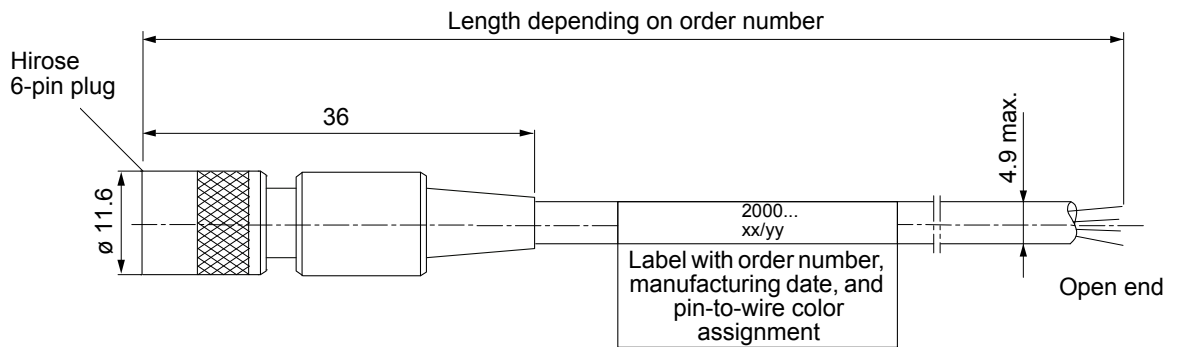 Length depending on order number
Hirose
6-pin plug
36
4.9 max.
ø 11.6
2000...
xx/yy
Label with order number,
manufacturing date, and
pin-to-wire color
assignment
Open end